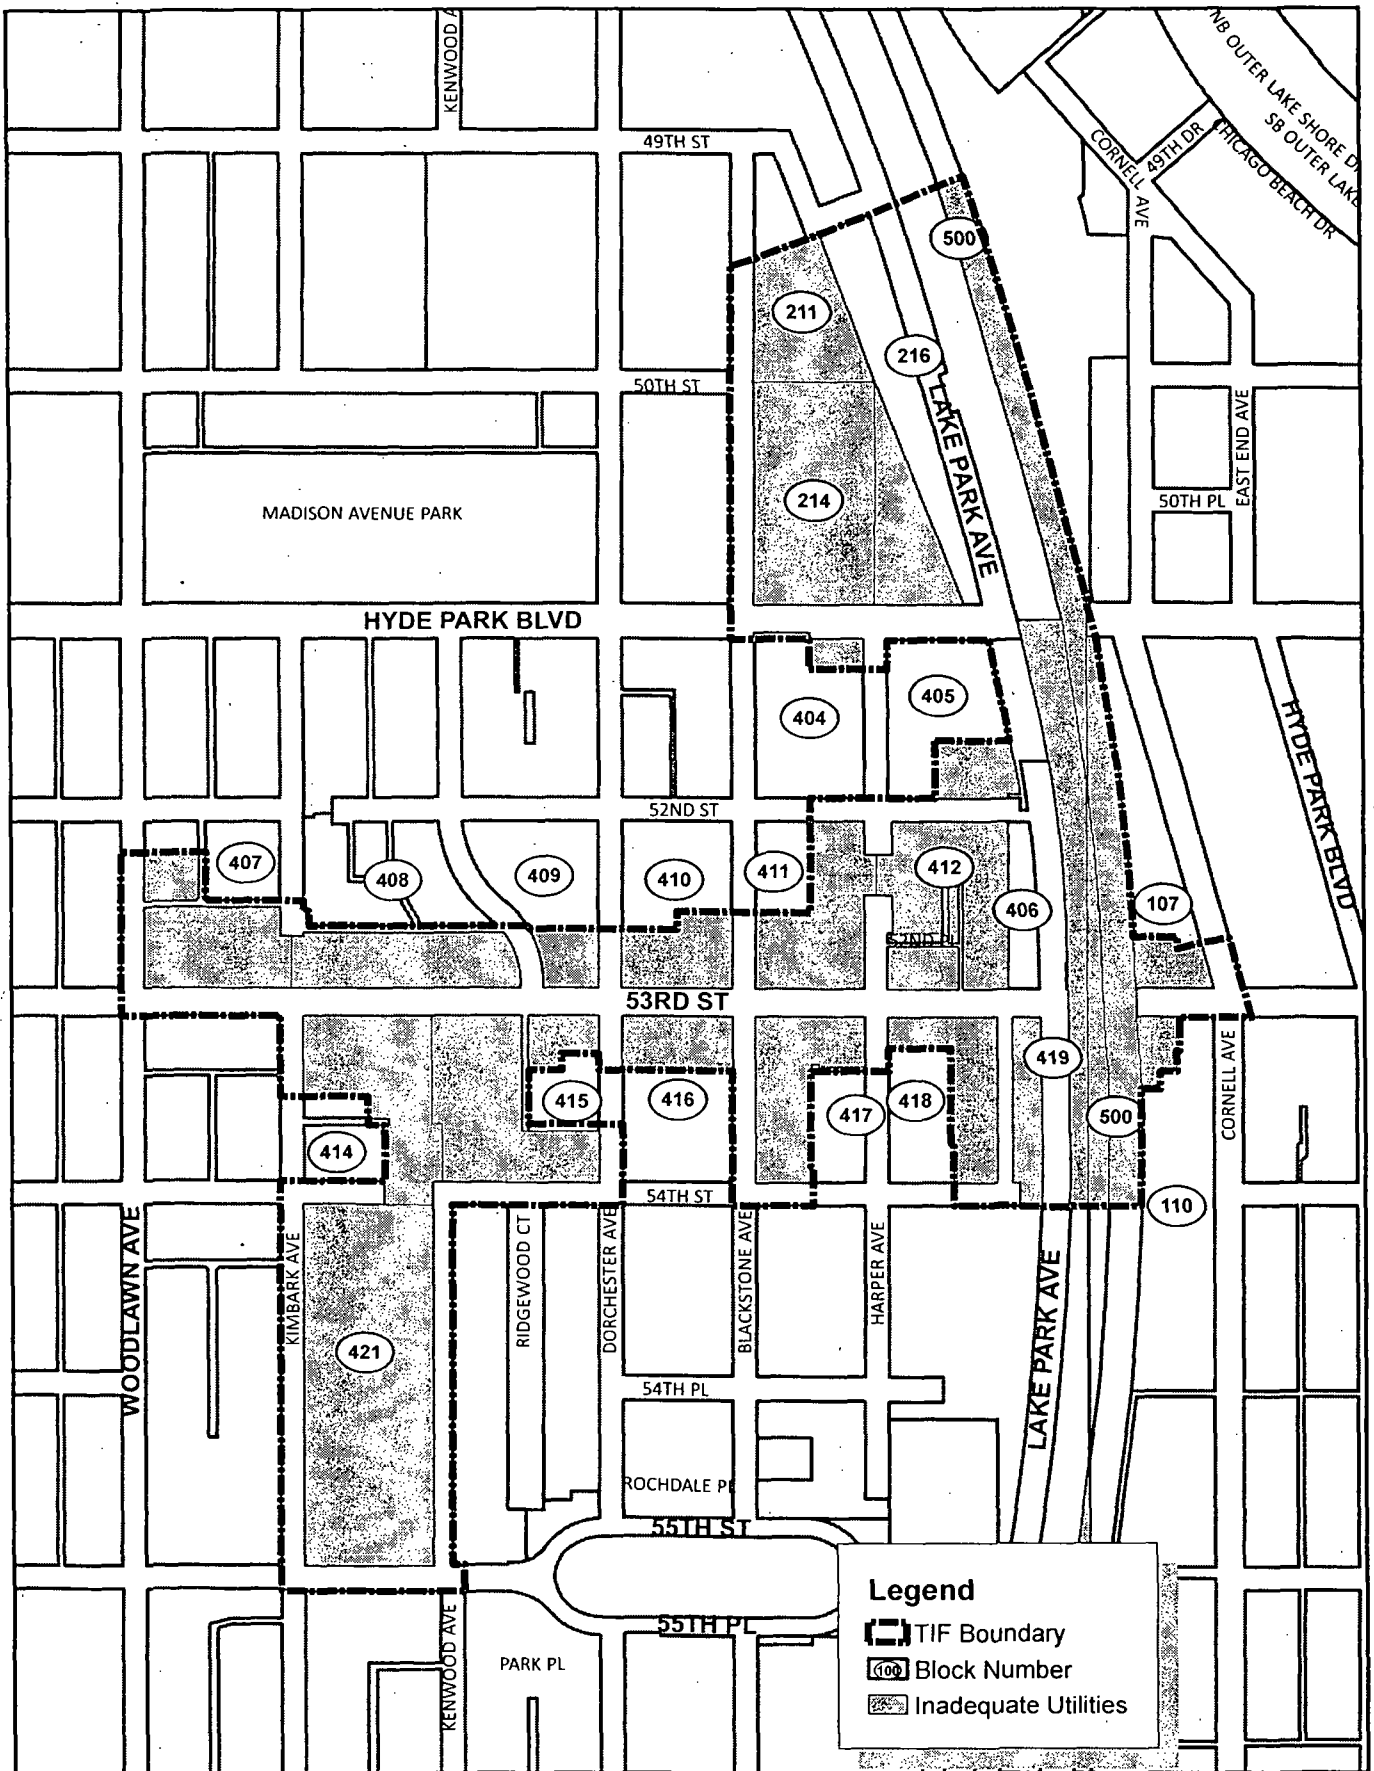 KENWOOD A
NB OUTER LAKE SHORE D
SB OUTER LAKE
CHICAGO BEACH DR
49TH DR
CORNELL AVE
49TH ST
500
211
216
50TH ST
LAKE PARK AVE
EAST END AVE
50TH PL
214
MADISON AVENUE PARK
HYDE PARK BLVD
405
404
HYDE PARK BLVD
52ND ST
407
408
409
410
411
412
406
107
52ND PL
53RD ST
419
415
416
417
418
500
CORNELL AVE
414
54TH ST
110
WOODLAWN AVE
KIMBARK AVE
RIDGEWOOD CT
DORCHESTER AVE
BLACKSTONE AVE
HARPER AVE
LAKE PARK AVE
421
54TH PL
ROCHDALE PL
55TH ST
55TH PL
KENWOOD AVE
PARK PL
Legend
TIF Boundary
100 Block Number
Inadequate Utilities